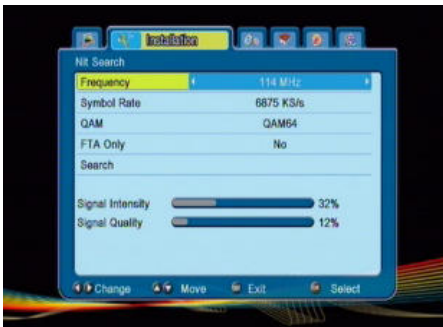 Installation
Nit Search
Frequency 114 MHz
Symbol Rate 6875 KS/s
QAM QAM64
FTA Only No
Search
Signal Intensity 32%
Signal Quality 12%
Change Move Exit Select